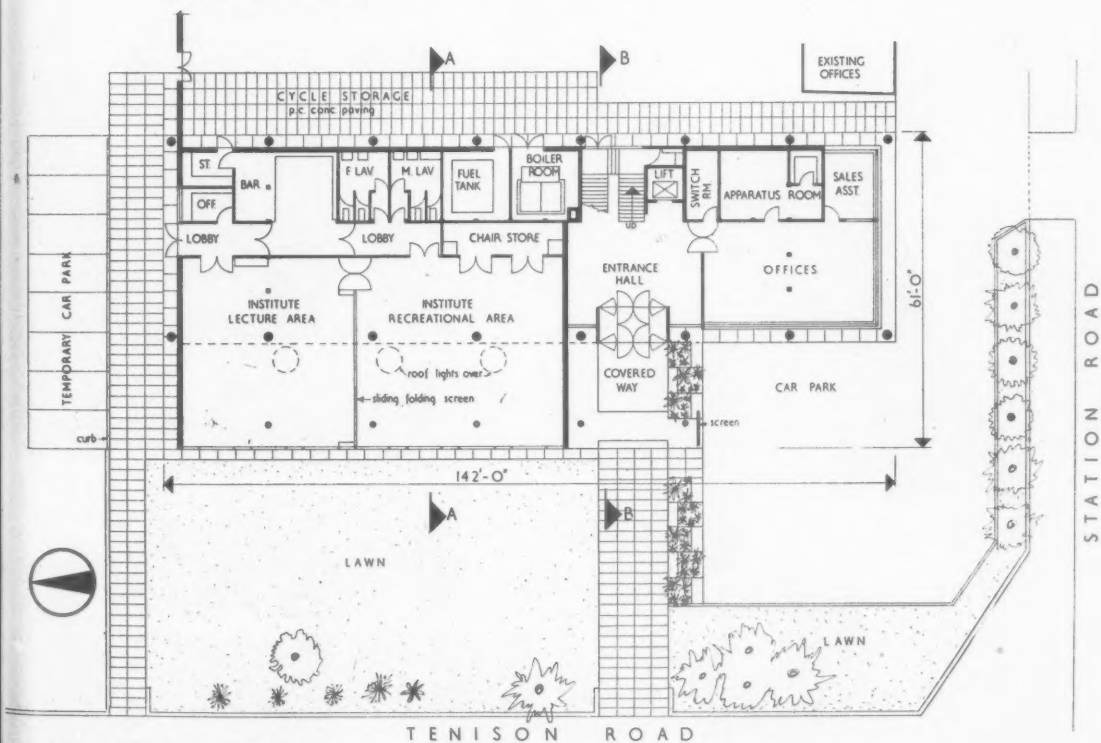 A
B
EXISTING
OFFICES
CYCLE STORAGE
p.c. conc paving
ST.
BAR
F LAV.
M. LAV
FUEL
TANK
BOILER
ROOM
LIFT
SWITCH
RM.
APPARATUS ROOM
SALES
ASST.
OFF.
LOBBY
LOBBY
CHAIR STORE
UP
ENTRANCE
HALL
OFFICES
61'-0"
INSTITUTE
LECTURE AREA
INSTITUTE
RECREATIONAL AREA
TEMPORARY CAR PARK
roof lights over
COVERED
WAY
CAR PARK
sliding folding screen
screen
curb
142'-0"
A
B
LAWN
LAWN
STATION ROAD
TENISON ROAD